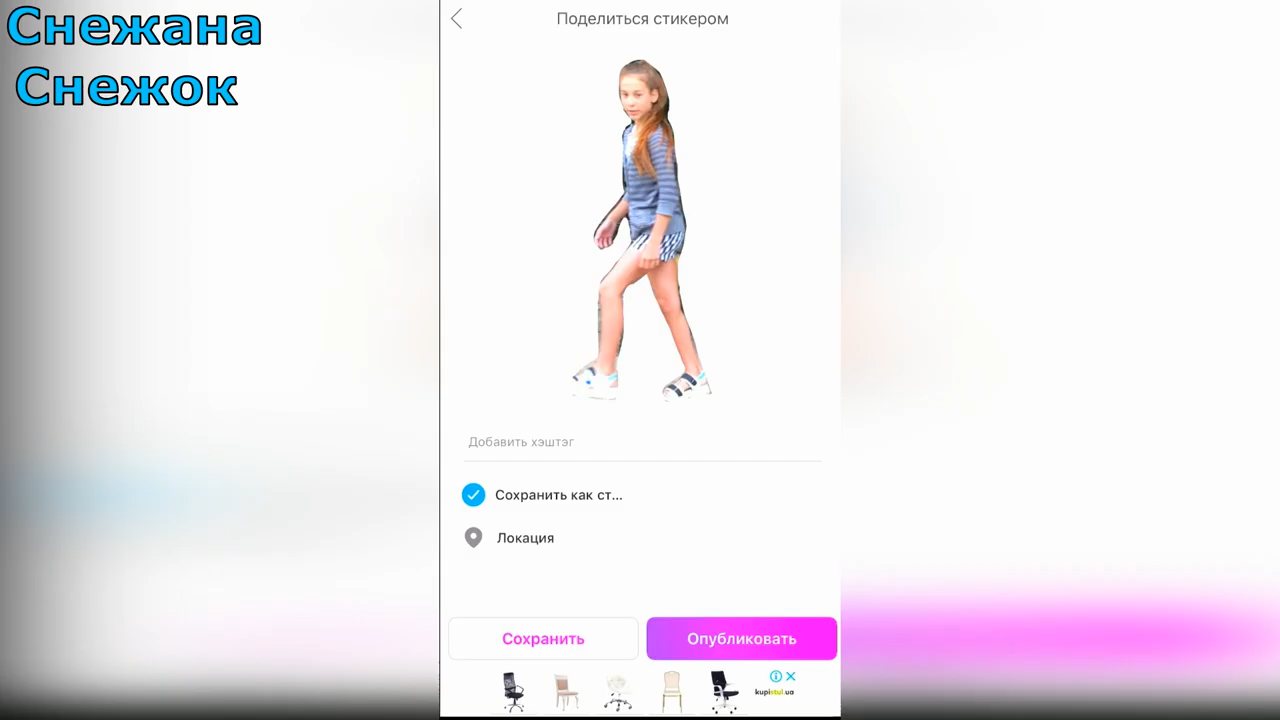 Снежана
Снежок
Поделиться стикером
Добавить хэштэг
Сохранить как ст...
Локация
Сохранить
Опубликовать
kupistul.ua